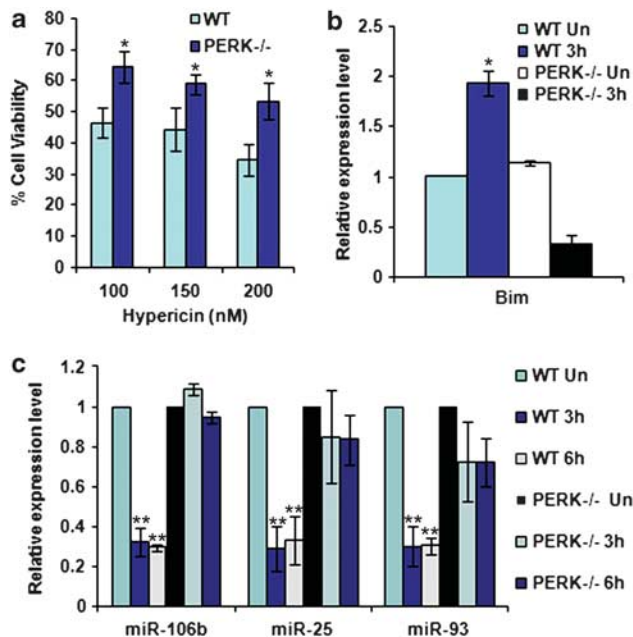 a
WT
PERK-/-
% Cell Viability
80
70
60
50
40
30
20
10
0
*
*
*
100 150 200
Hypericin (nM)
b
WT Un
WT 3h
PERK-/- Un
PERK-/- 3h
Relative expression level
2.5
2
1.5
1
0.5
0
*
Bim
c
Relative expression level
1.2
1
0.8
0.6
0.4
0.2
0
**
**
**
**
**
**
miR-106b miR-25 miR-93
WT Un
WT 3h
WT 6h
PERK-/- Un
PERK-/- 3h
PERK-/- 6h